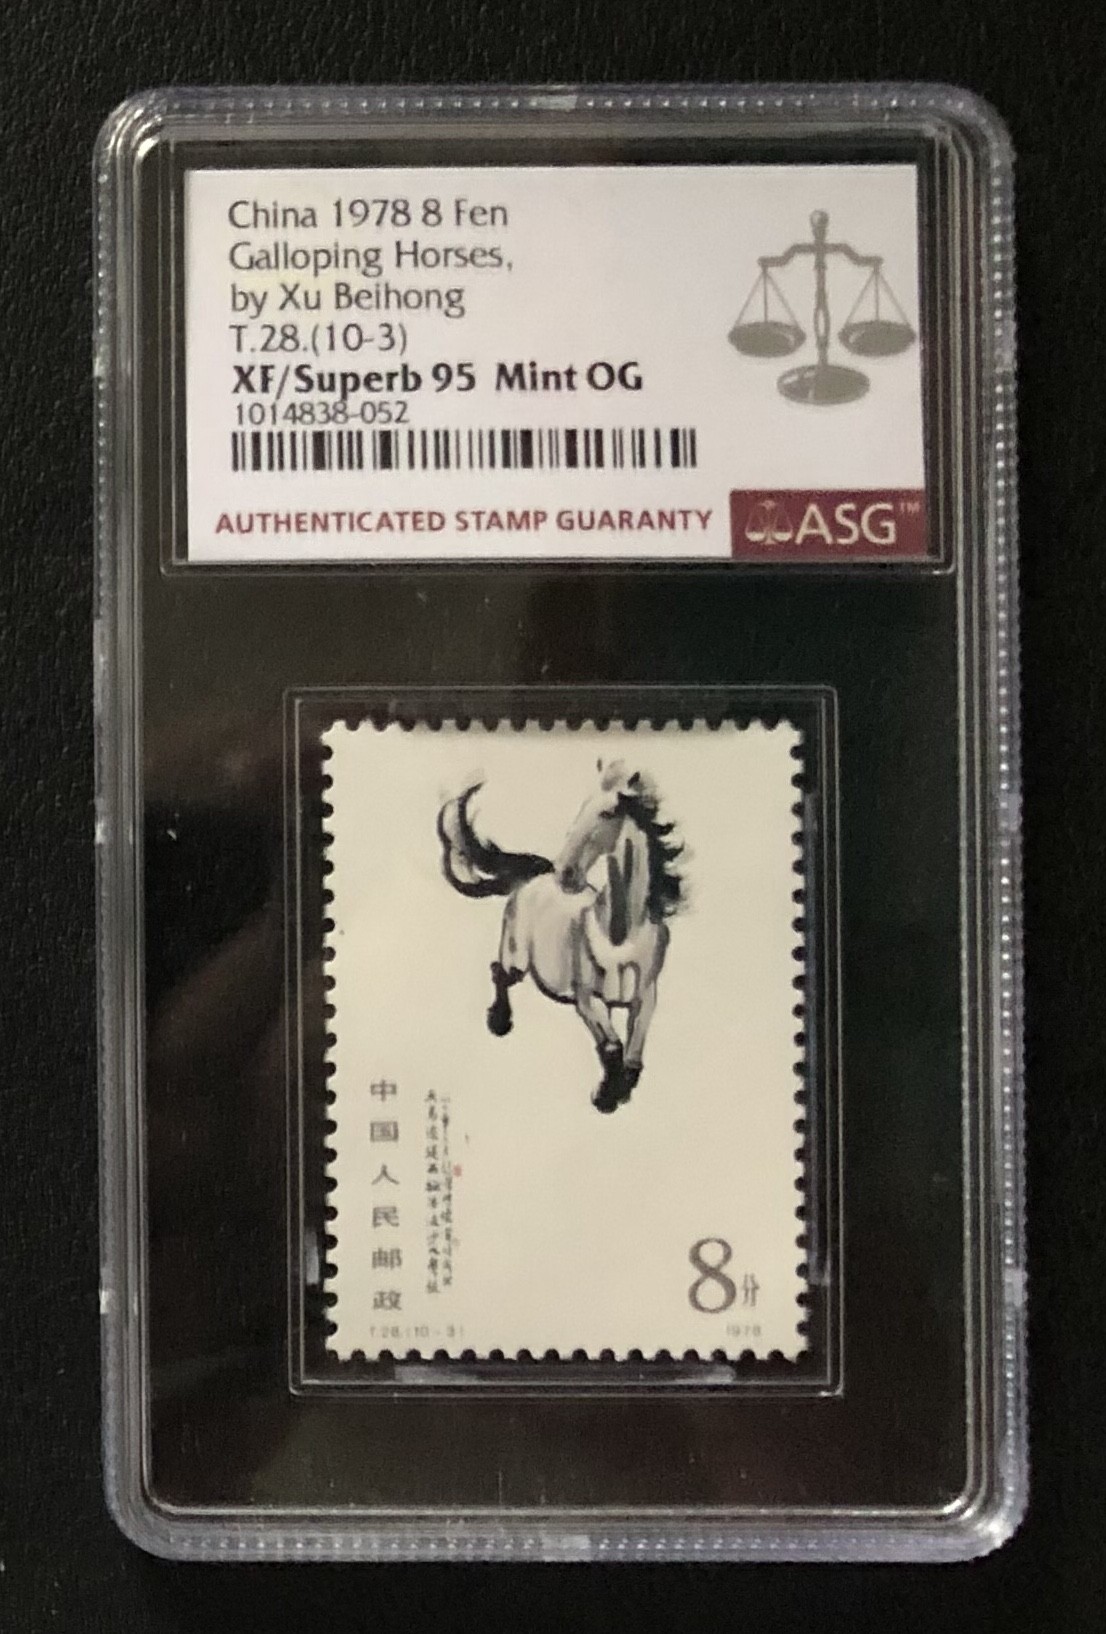 China 1978 8 Fen
Galloping Horses,
by Xu Beihong
T.28.(10-3)
XF/Superb 95 Mint OG
1014838-052
AUTHENTICATED STAMP GUARANTY
ASG™
中国人民邮政
8分
T.28.(10-3)
1978